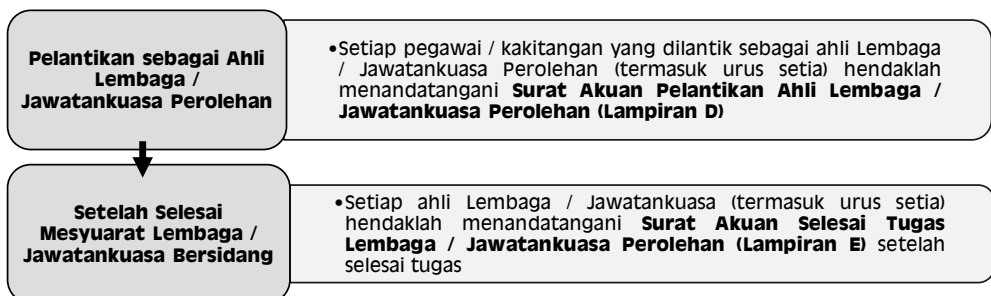 Pelantikan sebagai Ahli
Lembaga /
Jawatankuasa Perolehan
•Setiap pegawai / kakitangan yang dilantik sebagai ahli Lembaga
/ Jawatankuasa Perolehan (termasuk urus setia) hendaklah
menandatangani Surat Akuan Pelantikan Ahli Lembaga /
Jawatankuasa Perolehan (Lampiran D)
Setelah Selesai
Mesyuarat Lembaga /
Jawatankuasa Bersidang
•Setiap ahli Lembaga / Jawatankuasa (termasuk urus setia)
hendaklah menandatangani Surat Akuan Selesai Tugas
Lembaga / Jawatankuasa Perolehan (Lampiran E) setelah
selesai tugas